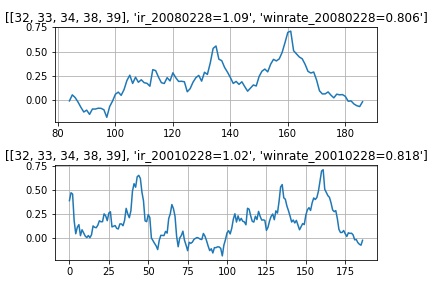 [[32, 33, 34, 38, 39], 'ir_20080228=1.09', 'winrate_20080228=0.806']
0.75
0.50
0.25
0.00
80 100 120 140 160 180
[[32, 33, 34, 38, 39], 'ir_20010228=1.02', 'winrate_20010228=0.818']
0.75
0.50
0.25
0.00
0 25 50 75 100 125 150 175